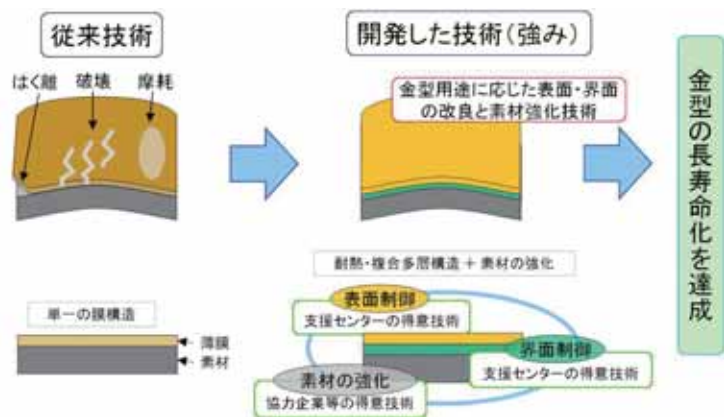 従来技術
はく離
破壊
摩耗
単一の膜構造
薄膜
素材
開発した技術(強み)
金型用途に応じた表面・界面
の改良と素材強化技術
耐熱・複合多層構造 + 素材の強化
表面制御
支援センターの得意技術
界面制御
支援センターの得意技術
素材の強化
協力企業等の得意技術
金型の長寿命化を達成